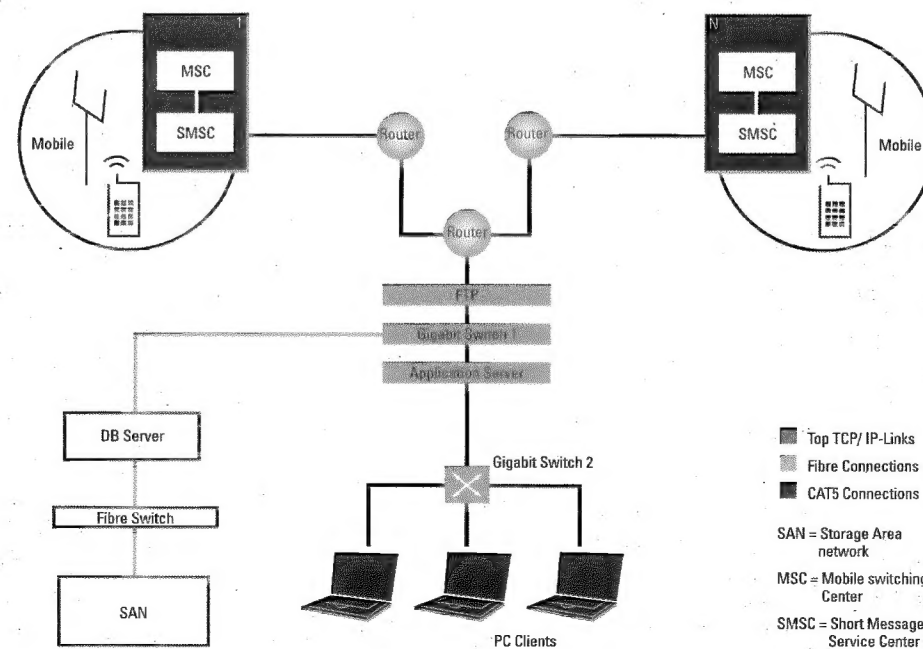 1
MSC
SMSC
Mobile
N
MSC
SMSC
Mobile
Router
Router
Router
FTP
Gigabit Switch 1
Application Server
DB Server
Fibre Switch
SAN
Gigabit Switch 2
PC Clients
Top TCP/ IP-Links
Fibre Connections
CAT5 Connections
SAN = Storage Area
network
MSC = Mobile switching
Center
SMSC = Short Message
Service Center